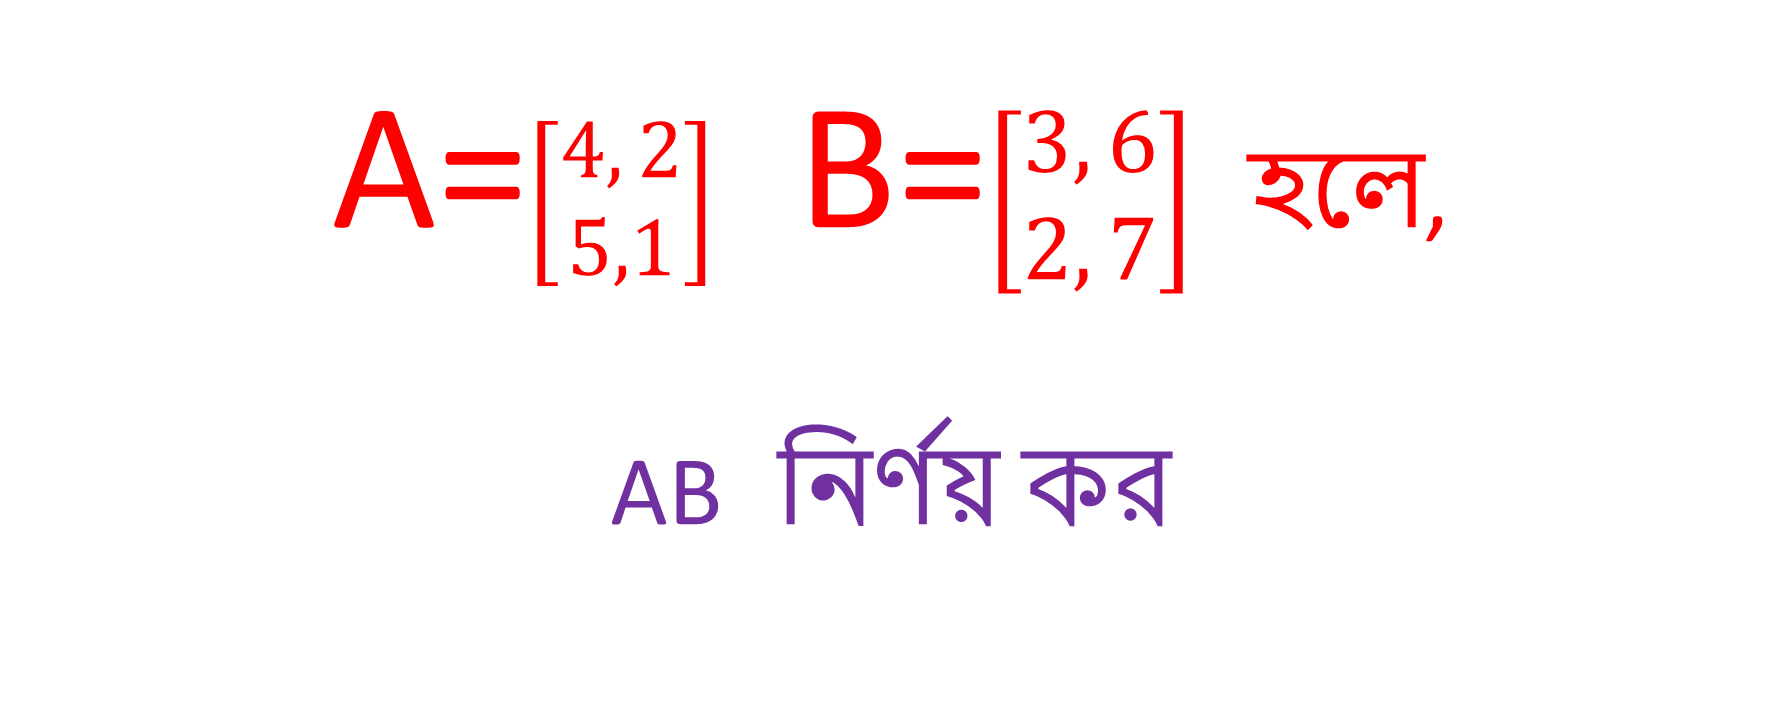 A=[4, 2 5,1] B=[3, 6 2, 7] হলে,
AB নির্ণয় কর